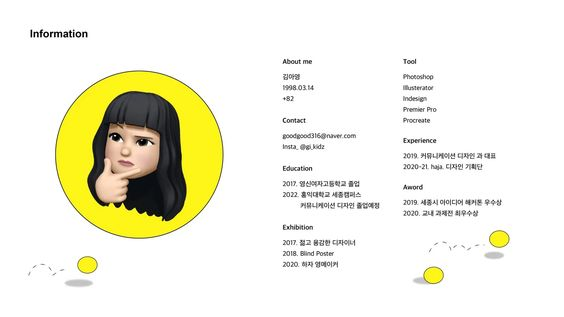 Information
About me
김아영
1998.03.14
+82
Contact
goodgood316@naver.com
Insta, @gi_kidz
Education
2017. 영신여자고등학교 졸업
2022. 홍익대학교 세종캠퍼스
커뮤니케이션 디자인 졸업예정
Exhibition
2017. 젊고 용감한 디자이너
2018. Blind Poster
2020. 하자 영메이커
Tool
Photoshop
Illusterator
Indesign
Premier Pro
Procreate
Experience
2019. 커뮤니케이션 디자인 과 대표
2020-21. haja. 디자인 기획단
Aword
2019. 세종시 아이디어 해커톤 우수상
2020. 교내 과제전 최우수상